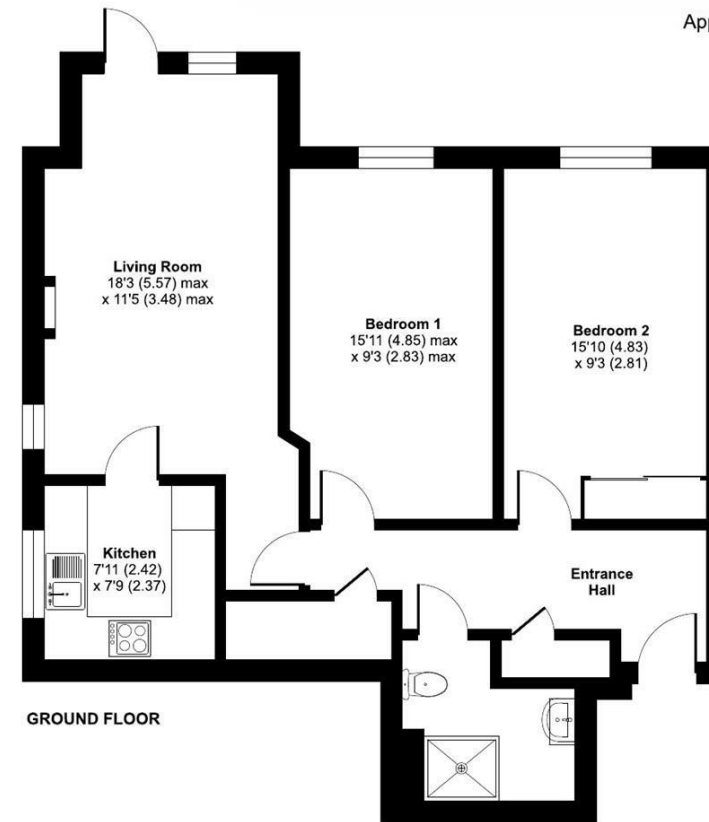 App
Living Room
18'3 (5.57) max
x 11'5 (3.48) max
Bedroom 1
15'11 (4.85) max
x 9'3 (2.83) max
Bedroom 2
15'10 (4.83)
x 9'3 (2.81)
Kitchen
7'11 (2.42)
x 7'9 (2.37)
Entrance
Hall
GROUND FLOOR